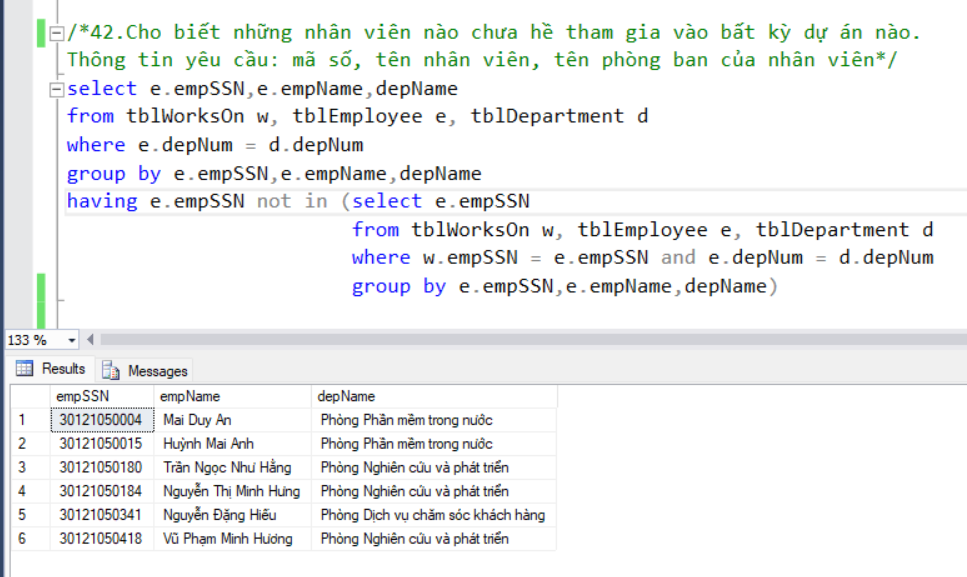 /*42.Cho biết những nhân viên nào chưa hề tham gia vào bất kỳ dự án nào.
Thông tin yêu cầu: mã số, tên nhân viên, tên phòng ban của nhân viên*/
select e.empSSN,e.empName,depName
from tblWorksOn w, tblEmployee e, tblDepartment d
where e.depNum = d.depNum
group by e.empSSN,e.empName,depName
having e.empSSN not in (select e.empSSN
from tblWorksOn w, tblEmployee e, tblDepartment d
where w.empSSN = e.empSSN and e.depNum = d.depNum
group by e.empSSN,e.empName,depName)
133 %
Results Messages
empSSN empName depName
1 30121050004 Mai Duy An Phòng Phần mềm trong nước
2 30121050015 Huỳnh Mai Anh Phòng Phần mềm trong nước
3 30121050180 Trần Ngọc Như Hằng Phòng Nghiên cứu và phát triển
4 30121050184 Nguyễn Thị Minh Hưng Phòng Nghiên cứu và phát triển
5 30121050341 Nguyễn Đặng Hiếu Phòng Dịch vụ chăm sóc khách hàng
6 30121050418 Vũ Phạm Minh Hương Phòng Nghiên cứu và phát triển